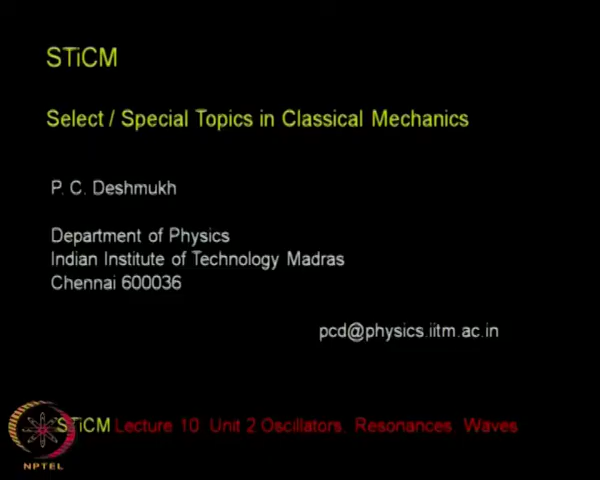 STiCM
Select / Special Topics in Classical Mechanics
P. C. Deshmukh
Department of Physics
Indian Institute of Technology Madras
Chennai 600036
pcd@physics.iitm.ac.in
STiCM Lecture 10 Unit 2 Oscillators. Resonances. Waves
NPTEL